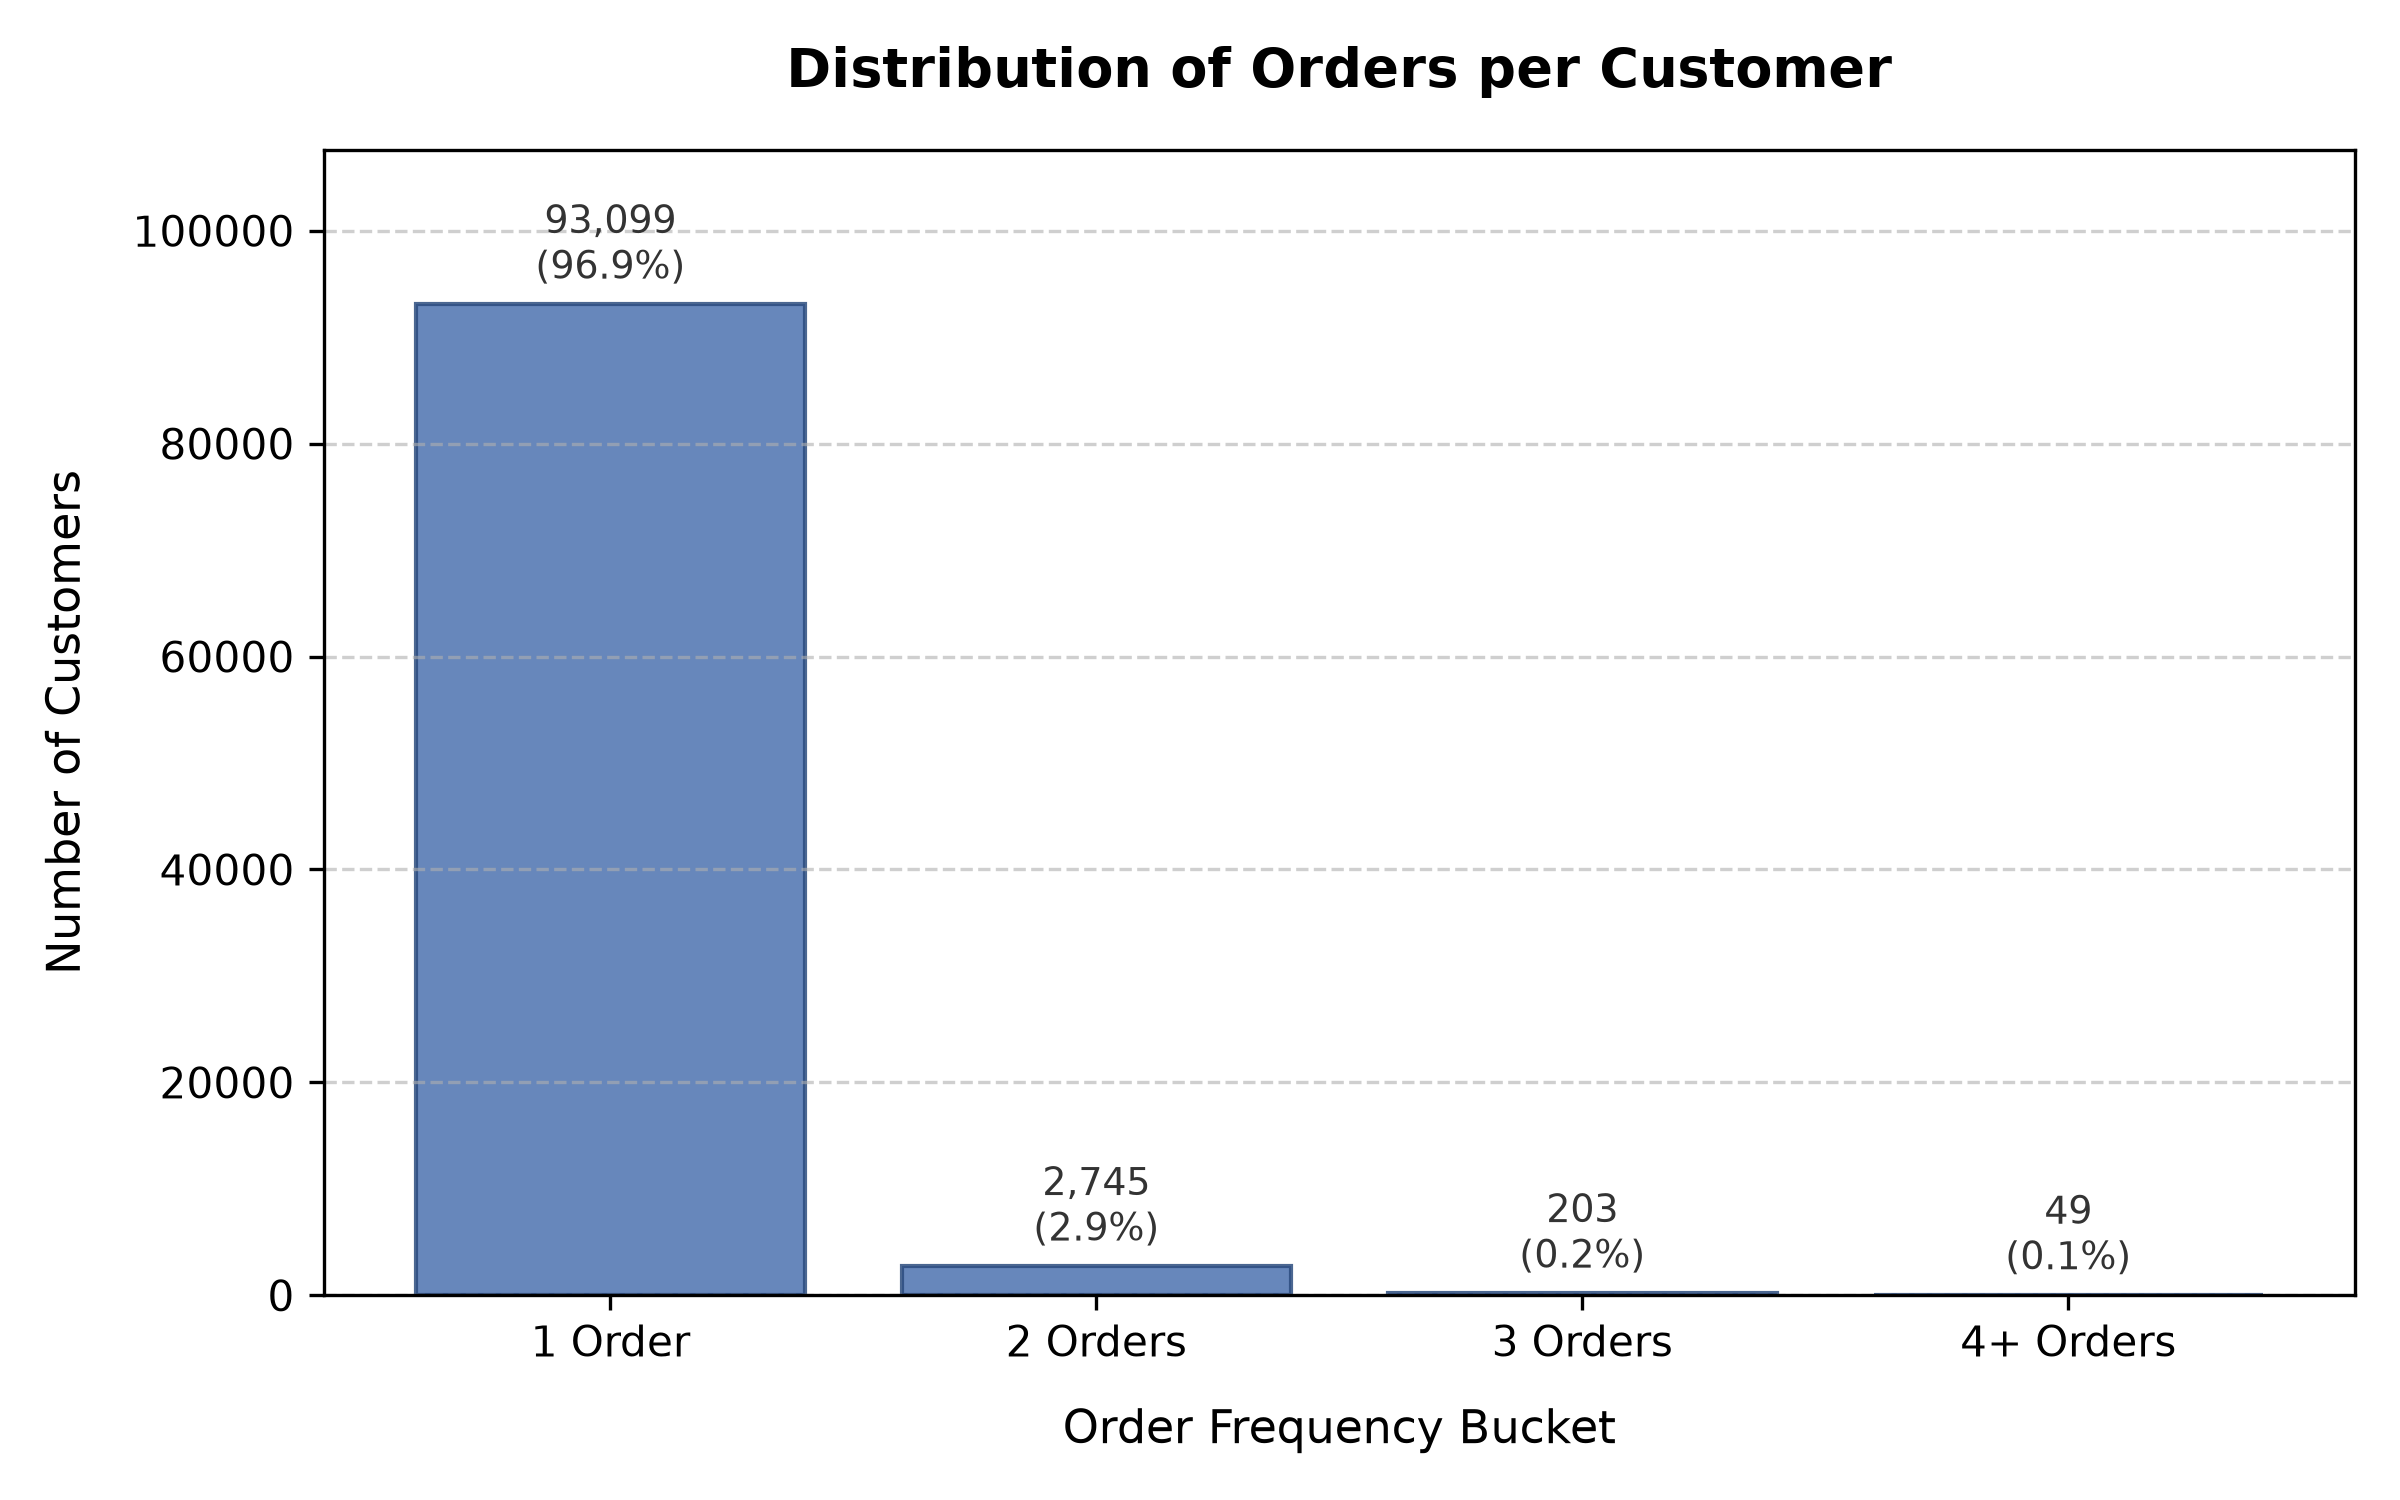 Distribution of Orders per Customer
Number of Customers
100000
80000
60000
40000
20000
0
93,099
(96.9%)
2,745
(2.9%)
203
(0.2%)
49
(0.1%)
1 Order
2 Orders
3 Orders
4+ Orders
Order Frequency Bucket